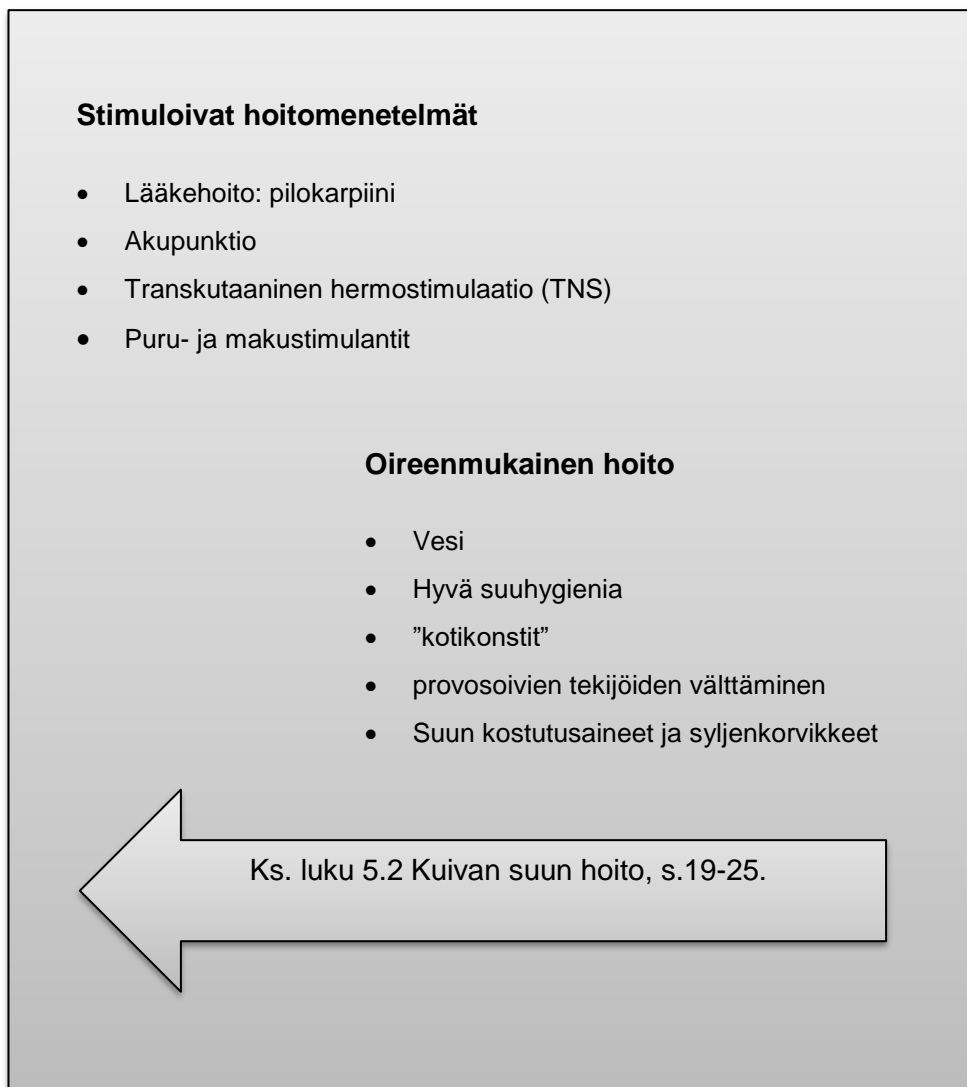 Stimuloivat hoitomenetelmät
• Lääkehoito: pilokarpiini
• Akupunktio
• Transkutaaninen hermostimulaatio (TNS)
• Puru- ja makustimulantit
Oireenmukainen hoito
• Vesi
• Hyvä suuhygienia
• ”kotikonstit”
• provosoivien tekijöiden välttäminen
• Suun kostutusaineet ja syljenkorvikkeet
Ks. luku 5.2 Kuivan suun hoito, s.19-25.